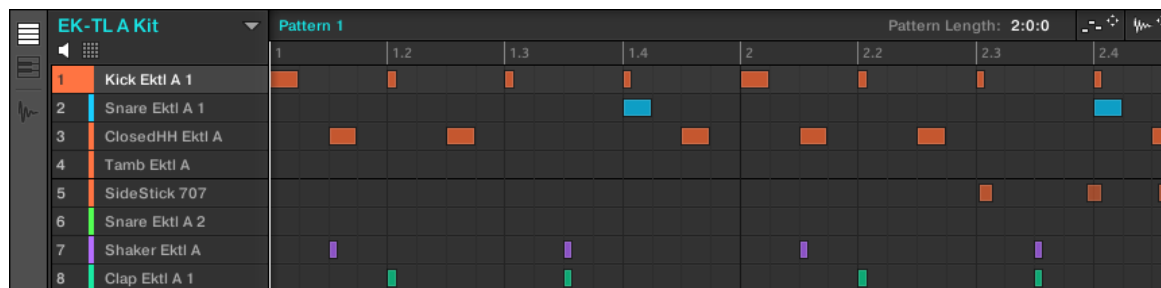 EK-TL A Kit Pattern 1 Pattern Length: 2:0:0
1 1.2 1.3 1.4 2 2.2 2.3 2.4
1 Kick Ektl A 1
2 Snare Ektl A 1
3 ClosedHH Ektl A
4 Tamb Ektl A
5 SideStick 707
6 Snare Ektl A 2
7 Shaker Ektl A
8 Clap Ektl A 1